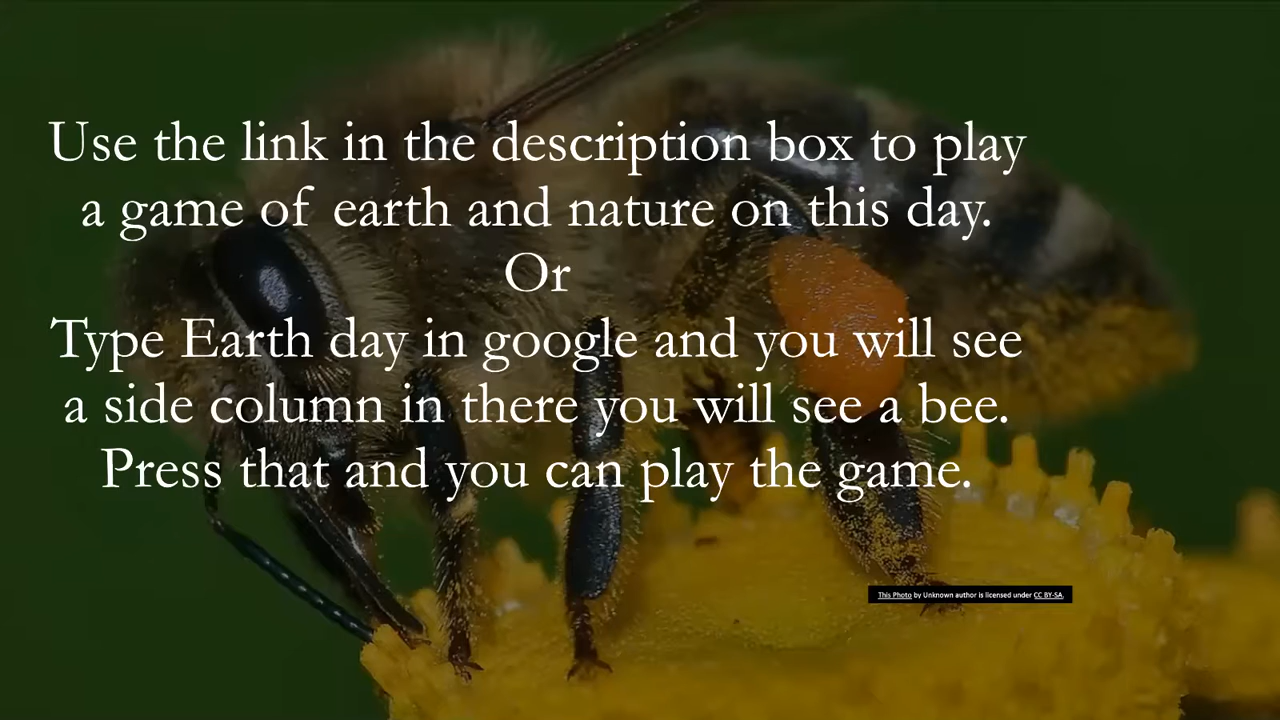 Use the link in the description box to play
a game of earth and nature on this day.
Or
Type Earth day in google and you will see
a side column in there you will see a bee.
Press that and you can play the game.
This Photo by Unknown author is licensed under CC BY-SA.